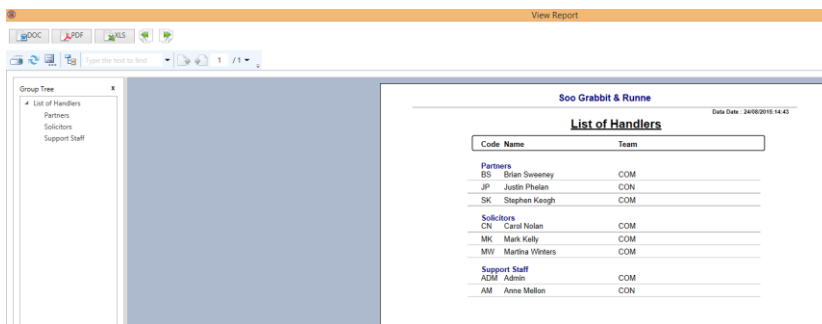 View Report
DOC PDF XLS
Type the text to find 1 /1
Group Tree x
List of Handlers
Partners
Solicitors
Support Staff
Soo Grabbit & Runne
Data Date : 24/08/2015:14:43
List of Handlers
Code Name Team
Partners
BS Brian Sweeney COM
JP Justin Phelan CON
SK Stephen Keogh COM
Solicitors
CN Carol Nolan COM
MK Mark Kelly COM
MW Martina Winters COM
Support Staff
ADM Admin COM
AM Anne Mellon CON